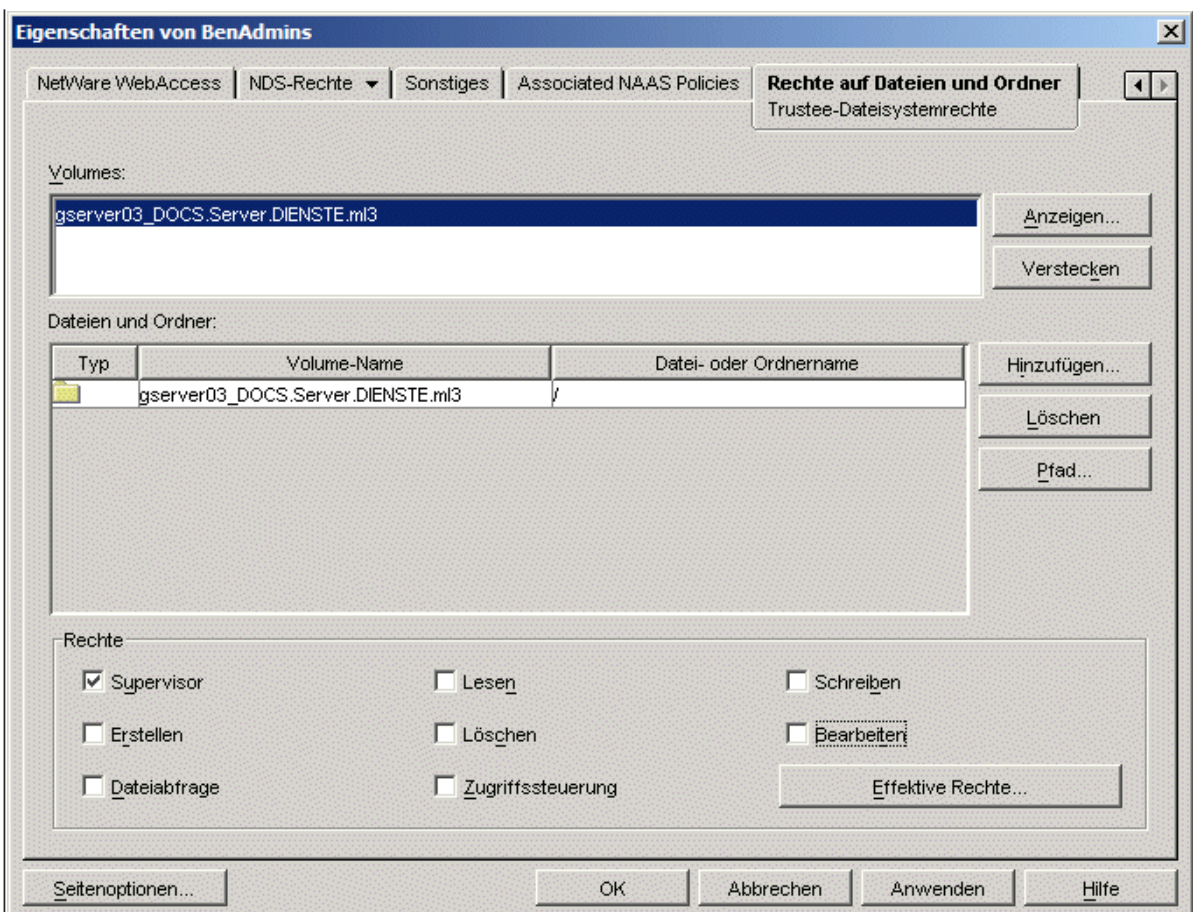 Eigenschaften von BenAdmins
NetWare WebAccess NDS-Rechte Sonstiges Associated NAAS Policies Rechte auf Dateien und Ordner
Trustee-Dateisystemrechte
Volumes:
gserver03_DOCS.Server.DIENSTE.ml3
Anzeigen...
Verstecken
Dateien und Ordner:
Typ Volume-Name Datei- oder Ordnername
gserver03_DOCS.Server.DIENSTE.ml3 /
Hinzufügen...
Löschen
Pfad...
Rechte
Supervisor Lesen Schreiben
Erstellen Löschen Bearbeiten
Dateiabfrage Zugriffssteuerung Effektive Rechte...
Seitenoptionen... OK Abbrechen Anwenden Hilfe